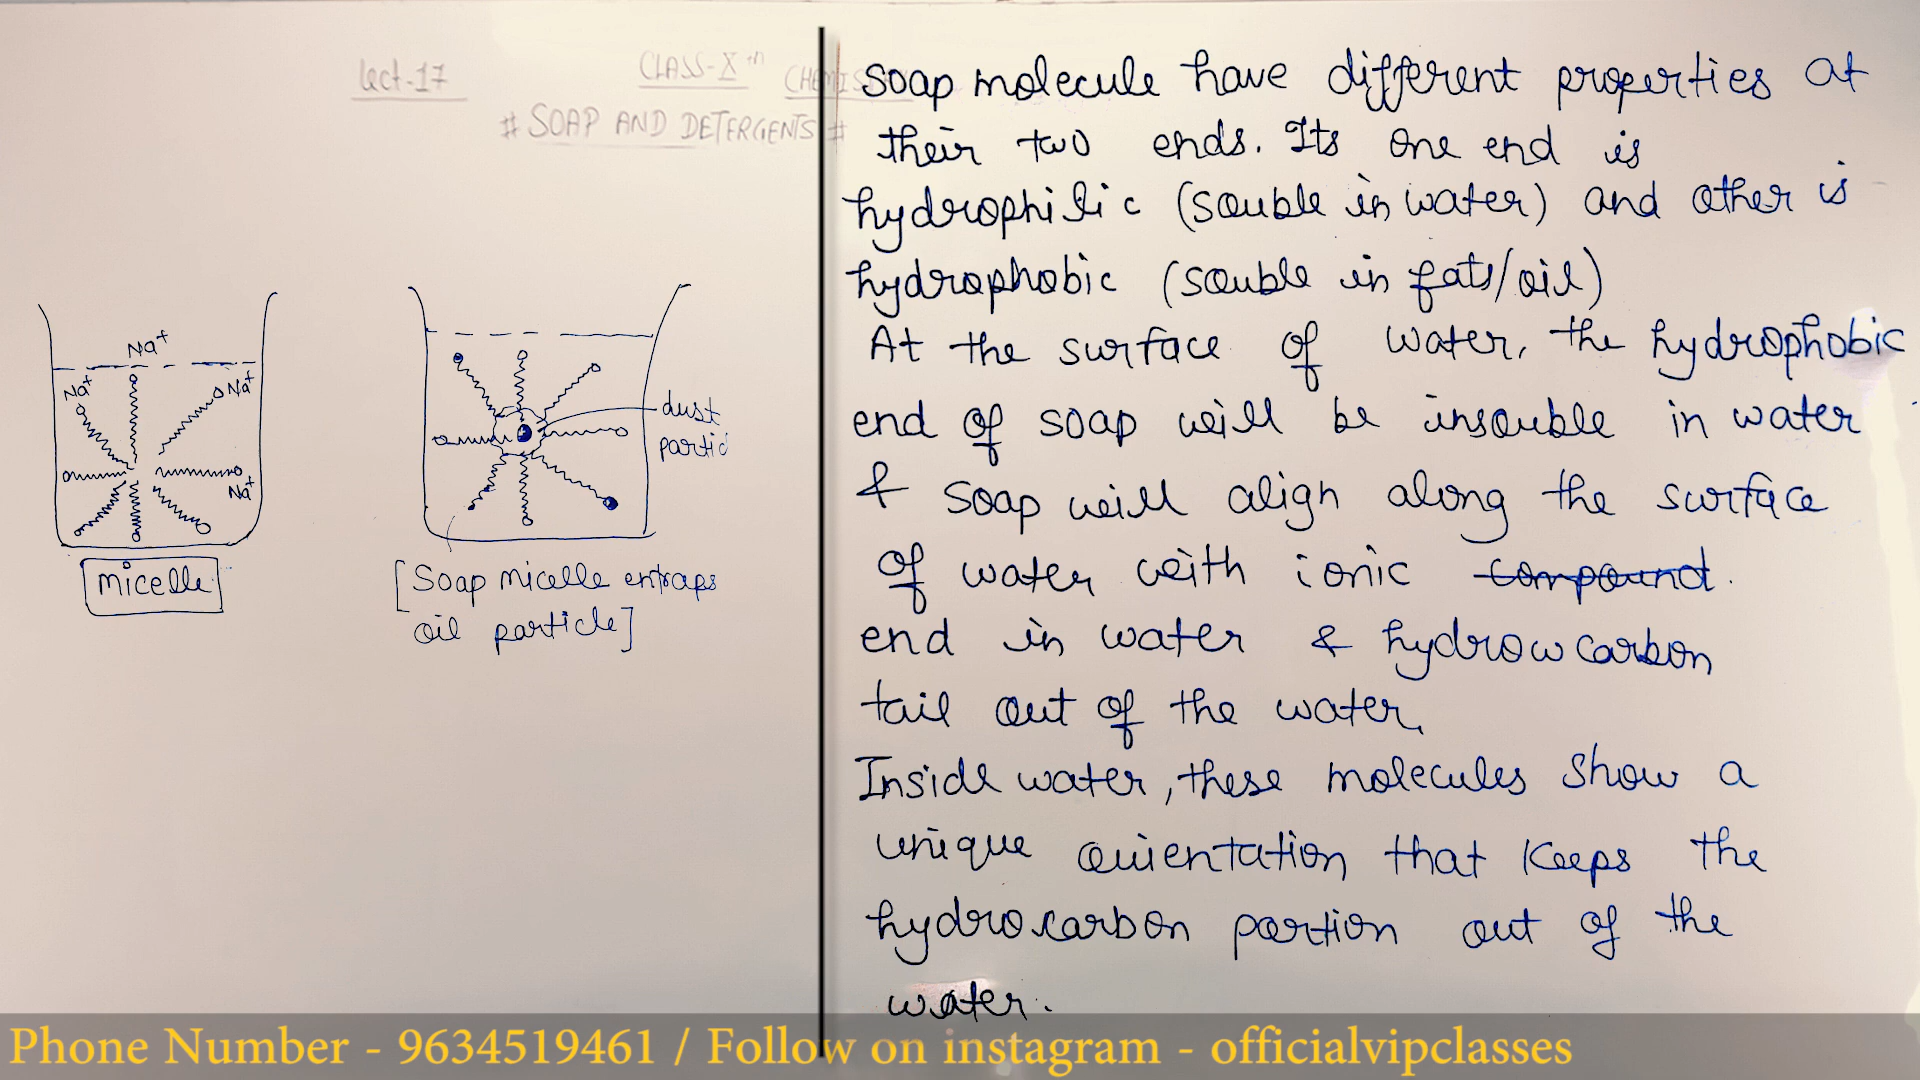 Lect-17
CLASS-Xth
CHEMIS
# SOAP AND DETERGENTS #
Na+
Na+
Na+
Na+
micelle
dust
partic
[Soap micelle entraps
oil particle]
Soap molecule have different properties at
their two ends. Its one end is
hydrophilic (souble in water) and other is
hydrophobic (souble in fats/oil)
At the surface of water, the hydrophobic
end of soap will be insouble in water
& soap will align along the surface
of water with ionic compound.
end in water & hydrowcarbon
tail out of the water.
Inside water, these molecules show a
unique orientation that keeps the
hydrocarbon portion out of the
water.
Phone Number - 9634519461 / Follow on instagram - officialvipclasses